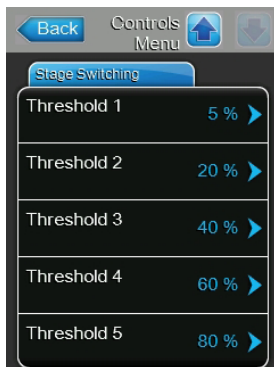 Back
Controls
Menu
Stage Switching
Threshold 1
5 %
Threshold 2
20 %
Threshold 3
40 %
Threshold 4
60 %
Threshold 5
80 %